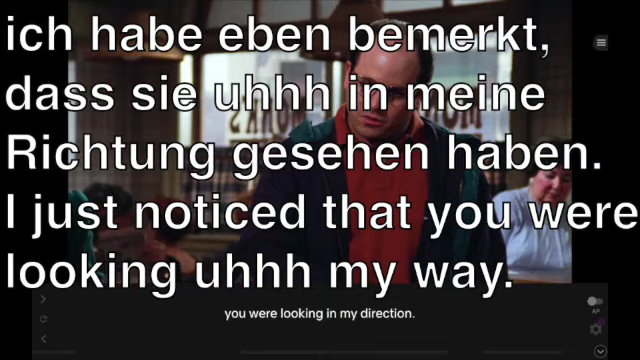 ich habe eben bemerkt,
dass sie uhhh in meine
Richtung gesehen haben.
I just noticed that you were
looking uhhh my way.
you were looking in my direction.
AP